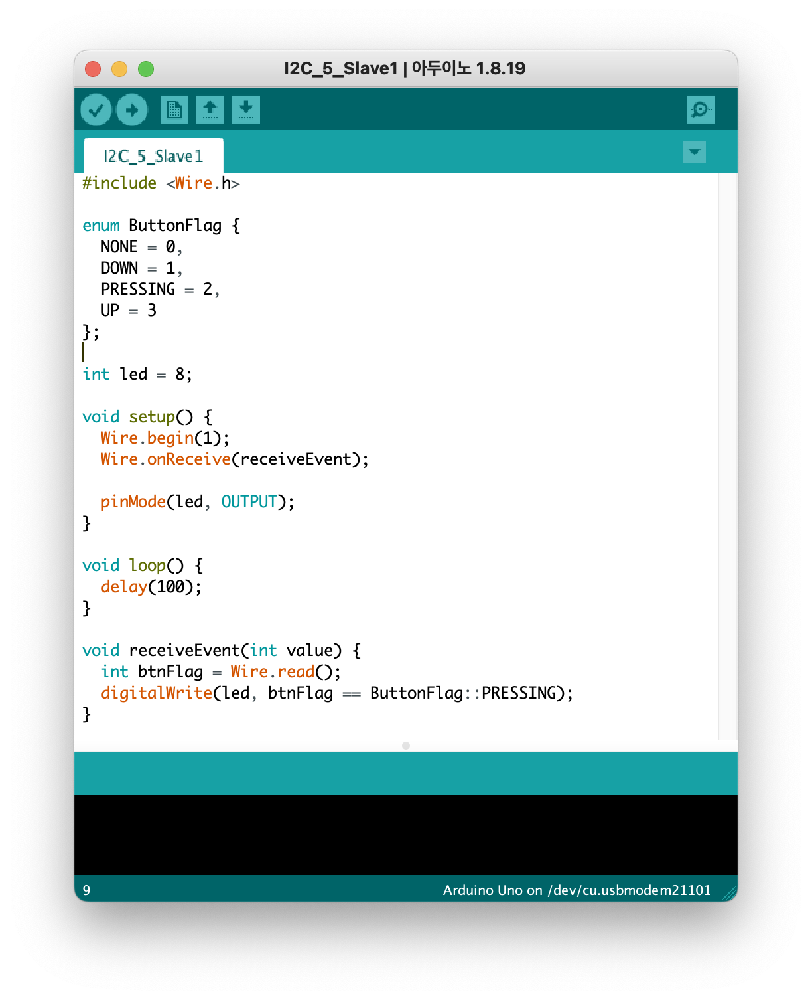 I2C_5_Slave1 | 아두이노 1.8.19
I2C_5_Slave1
#include <Wire.h>
enum ButtonFlag {
  NONE = 0,
  DOWN = 1,
  PRESSING = 2,
  UP = 3
};
int led = 8;
void setup() {
  Wire.begin(1);
  Wire.onReceive(receiveEvent);
  pinMode(led, OUTPUT);
}
void loop() {
  delay(100);
}
void receiveEvent(int value) {
  int btnFlag = Wire.read();
  digitalWrite(led, btnFlag == ButtonFlag::PRESSING);
}
9
Arduino Uno on /dev/cu.usbmodem21101